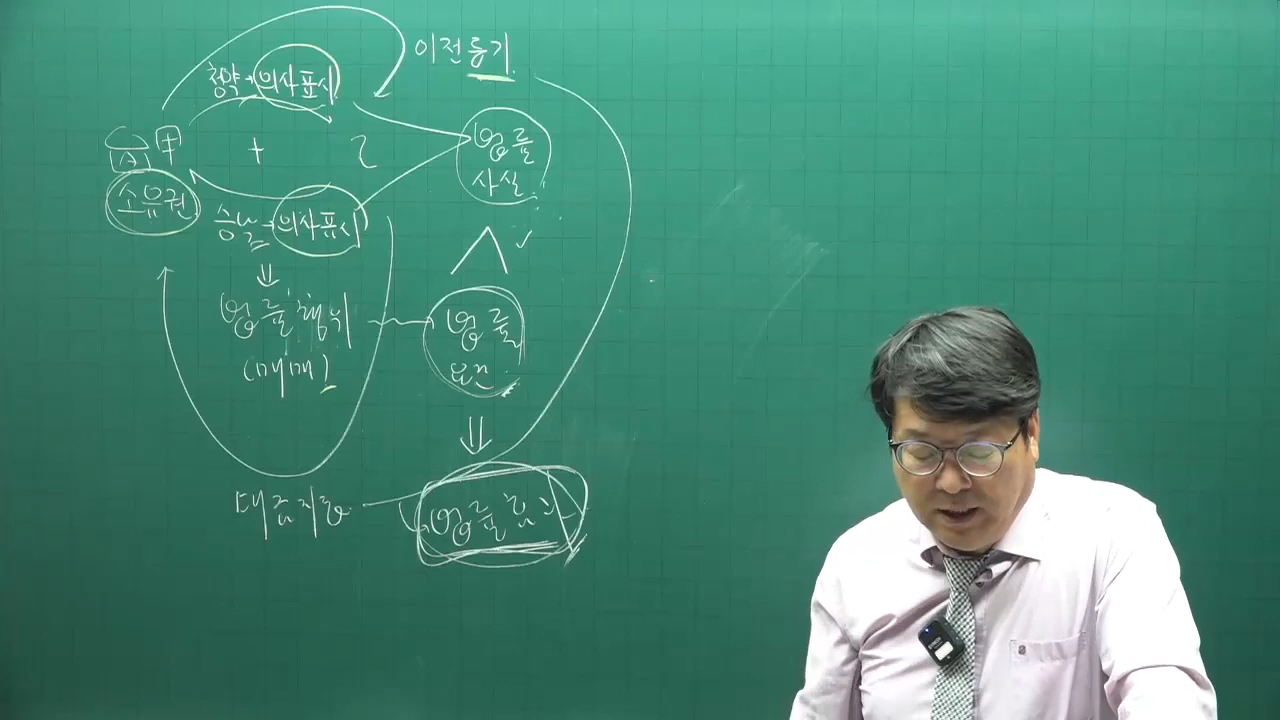 이전등기
청약 → 의사표시
甲 + 乙
소유권
승낙 → 의사표시
법률
사실
법률행위
(매매)
법률
요건
대금지급
법률효과